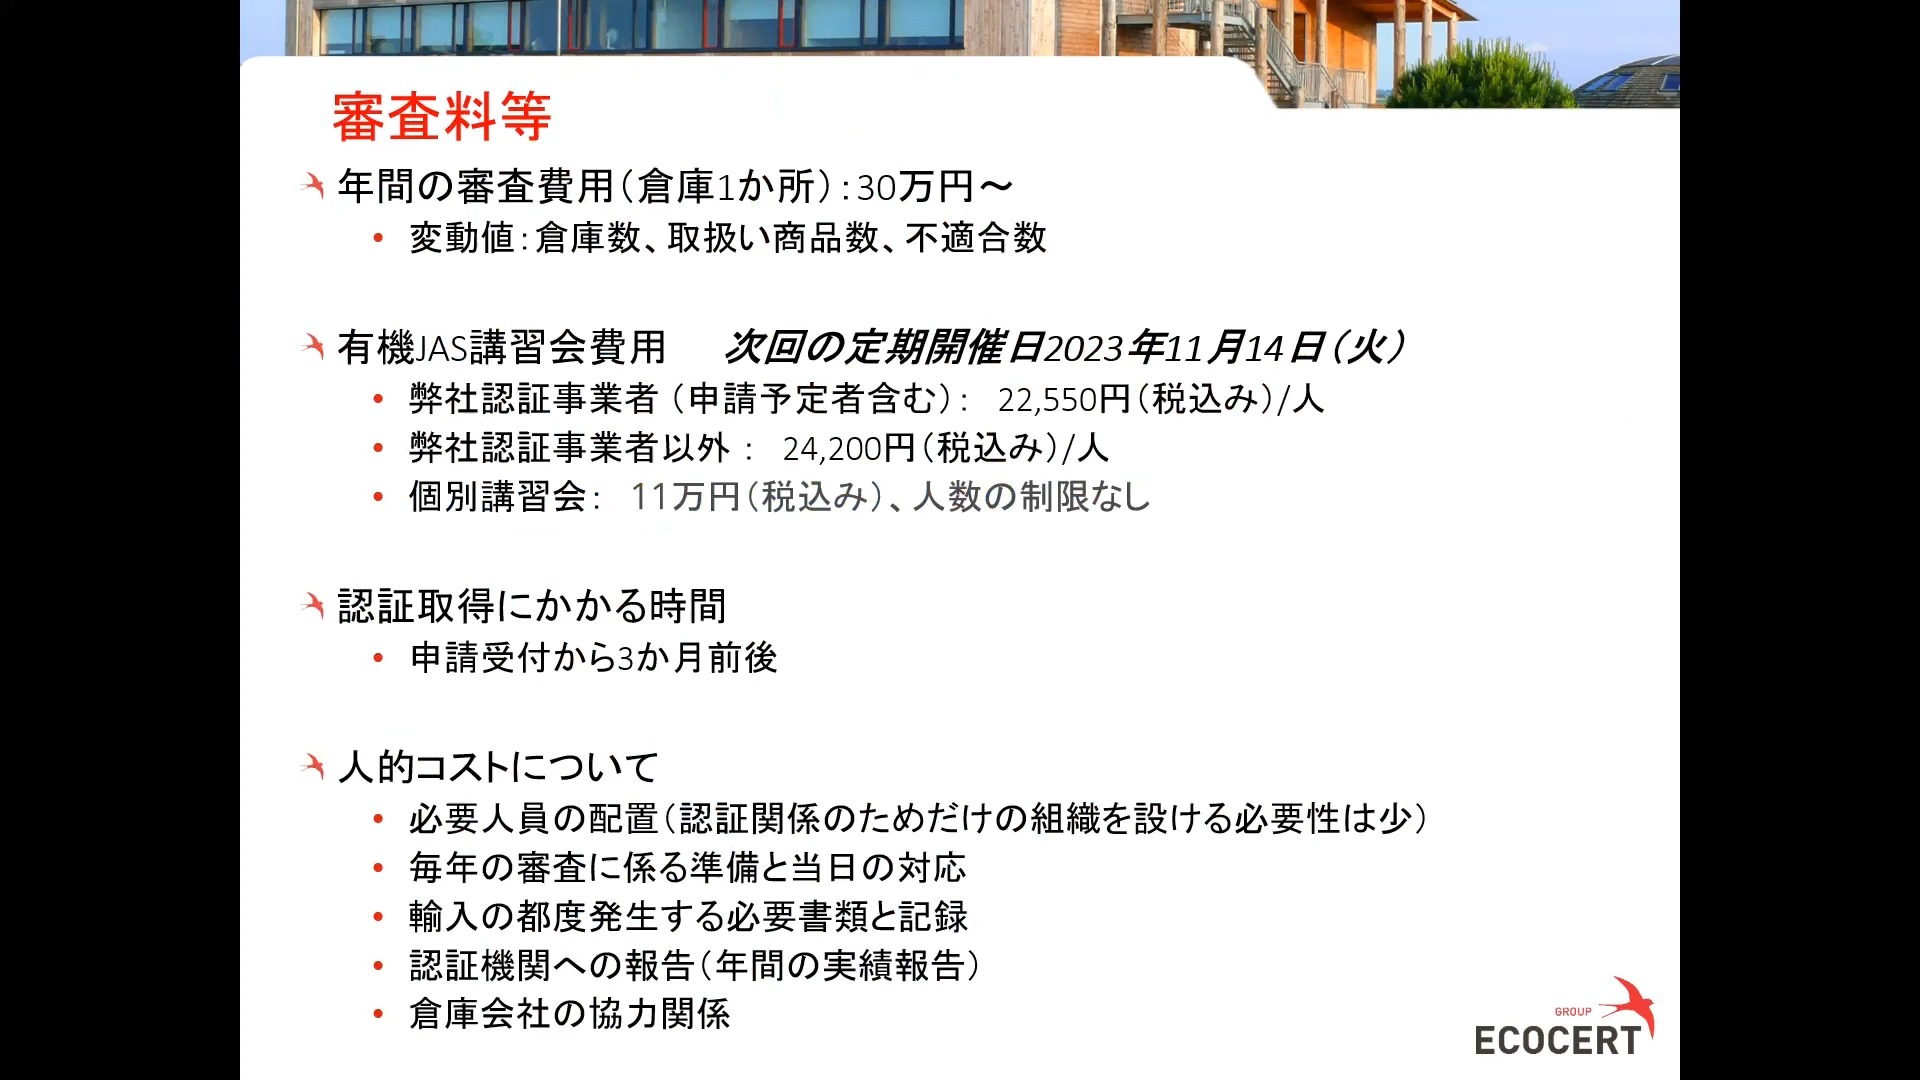 審査料等
年間の審査費用（倉庫1か所）：30万円～
• 変動値：倉庫数、取扱い商品数、不適合数
有機JAS講習会費用 次回の定期開催日2023年11月14日（火）
• 弊社認証事業者（申請予定者含む）： 22,550円（税込み）/人
• 弊社認証事業者以外： 24,200円（税込み）/人
• 個別講習会： 11万円（税込み）、人数の制限なし
認証取得にかかる時間
• 申請受付から3か月前後
人的コストについて
• 必要人員の配置（認証関係のためだけの組織を設ける必要性は少）
• 毎年の審査に係る準備と当日の対応
• 輸入の都度発生する必要書類と記録
• 認証機関への報告（年間の実績報告）
• 倉庫会社の協力関係
GROUP
ECOCERT